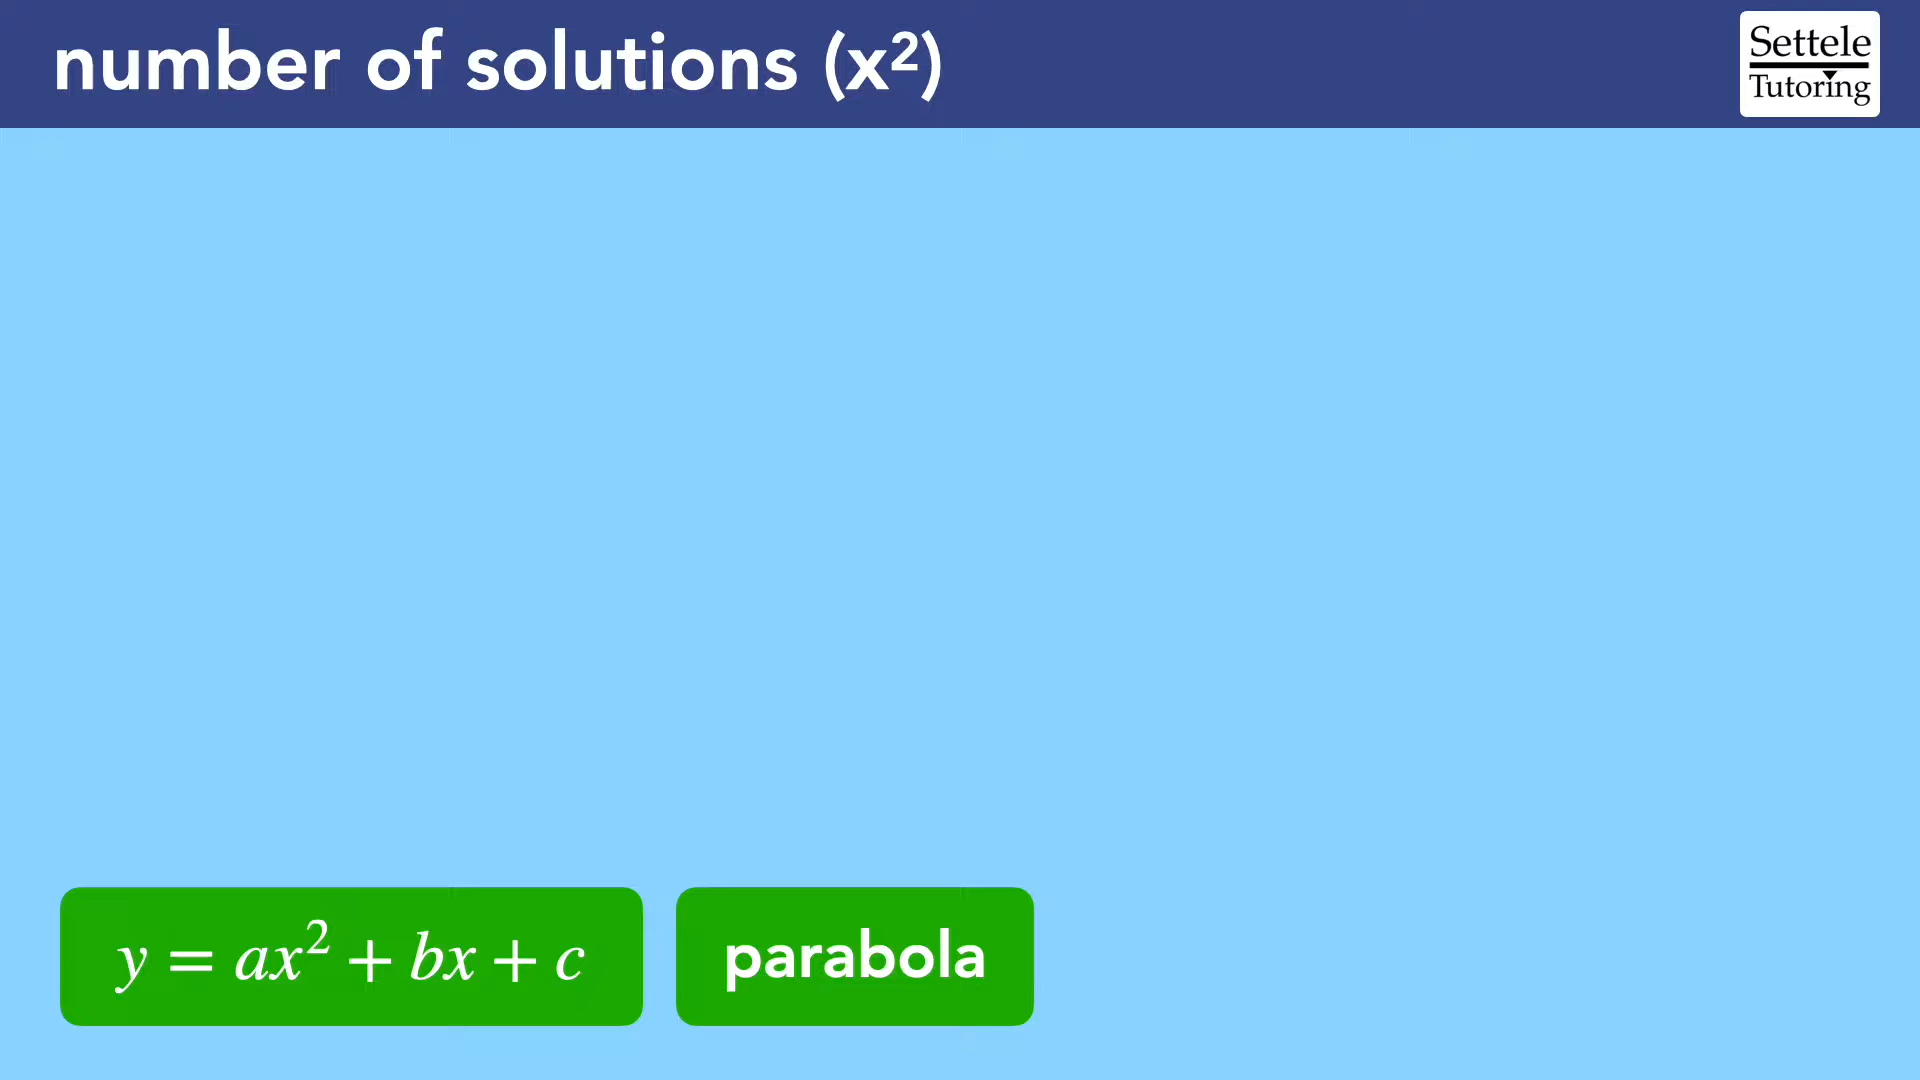 number of solutions (x²)
Settele
Tutoring
y = ax² + bx + c
parabola